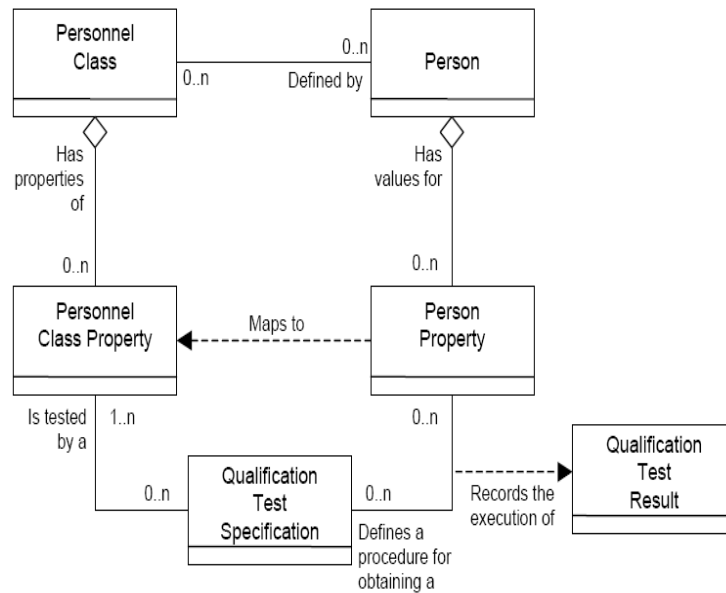 Personnel
Class
0..n
0..n
Defined by
Person
Has
properties
of
0..n
Has
values for
0..n
Personnel
Class Property
Maps to
Person
Property
Is tested
by a
1..n
0..n
0..n
Qualification
Test
Specification
0..n
Defines a
procedure for
obtaining a
Records the
execution of
Qualification
Test
Result